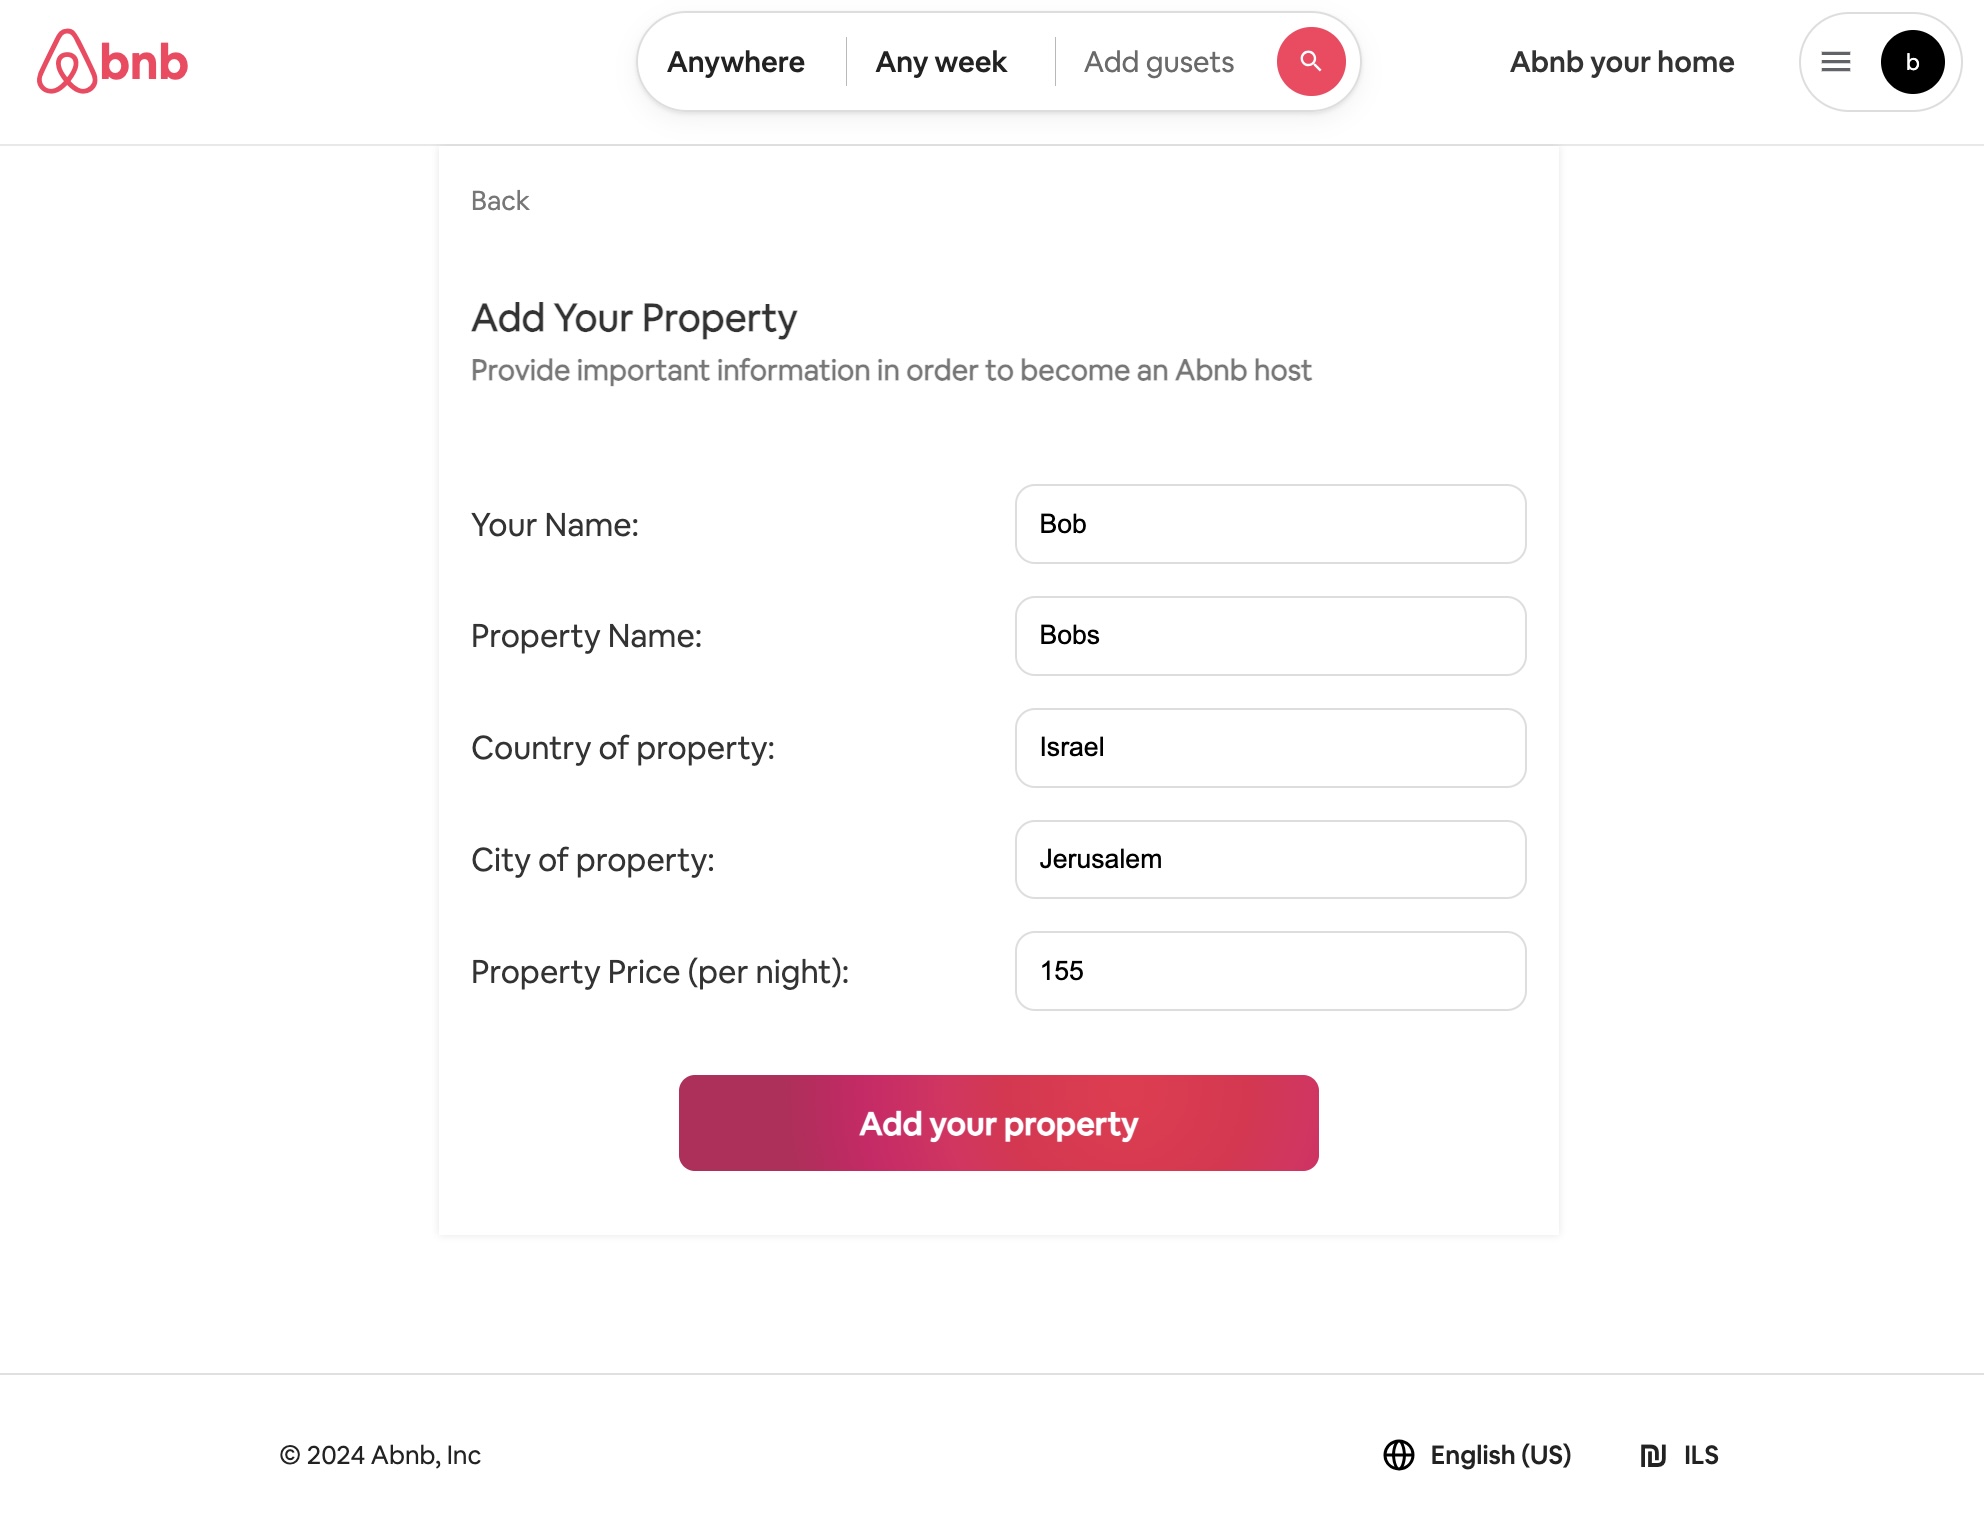 bnb
Anywhere
Any week
Add gusets
Abnb your home
b
Back
Add Your Property
Provide important information in order to become an Abnb host
Your Name:
Bob
Property Name:
Bobs
Country of property:
Israel
City of property:
Jerusalem
Property Price (per night):
155
Add your property
© 2024 Abnb, Inc
English (US)
₪ ILS